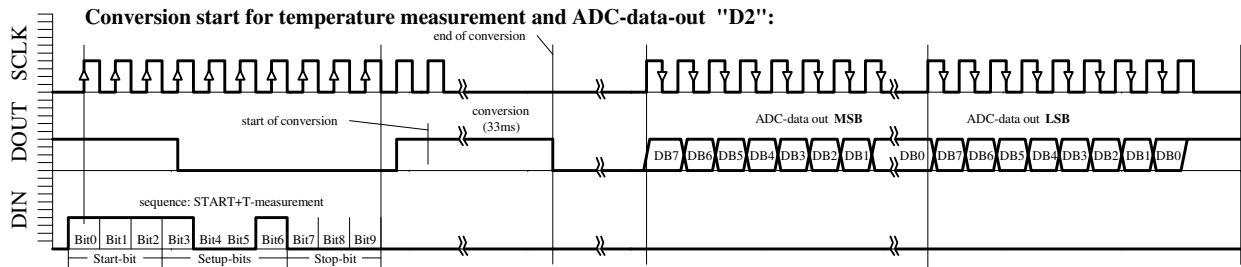 Conversion start for temperature measurement and ADC-data-out "D2":
end of conversion
SCLK
start of conversion
conversion
(33ms)
ADC-data out MSB
ADC-data out LSB
DOUT
DB7 DB6 DB5 DB4 DB3 DB2 DB1 DB0 DB7 DB6 DB5 DB4 DB3 DB2 DB1 DB0
sequence: START+T-measurement
DIN
Bit0 Bit1 Bit2 Bit3 Bit4 Bit5 Bit6 Bit7 Bit8 Bit9
Start-bit Setup-bits Stop-bit